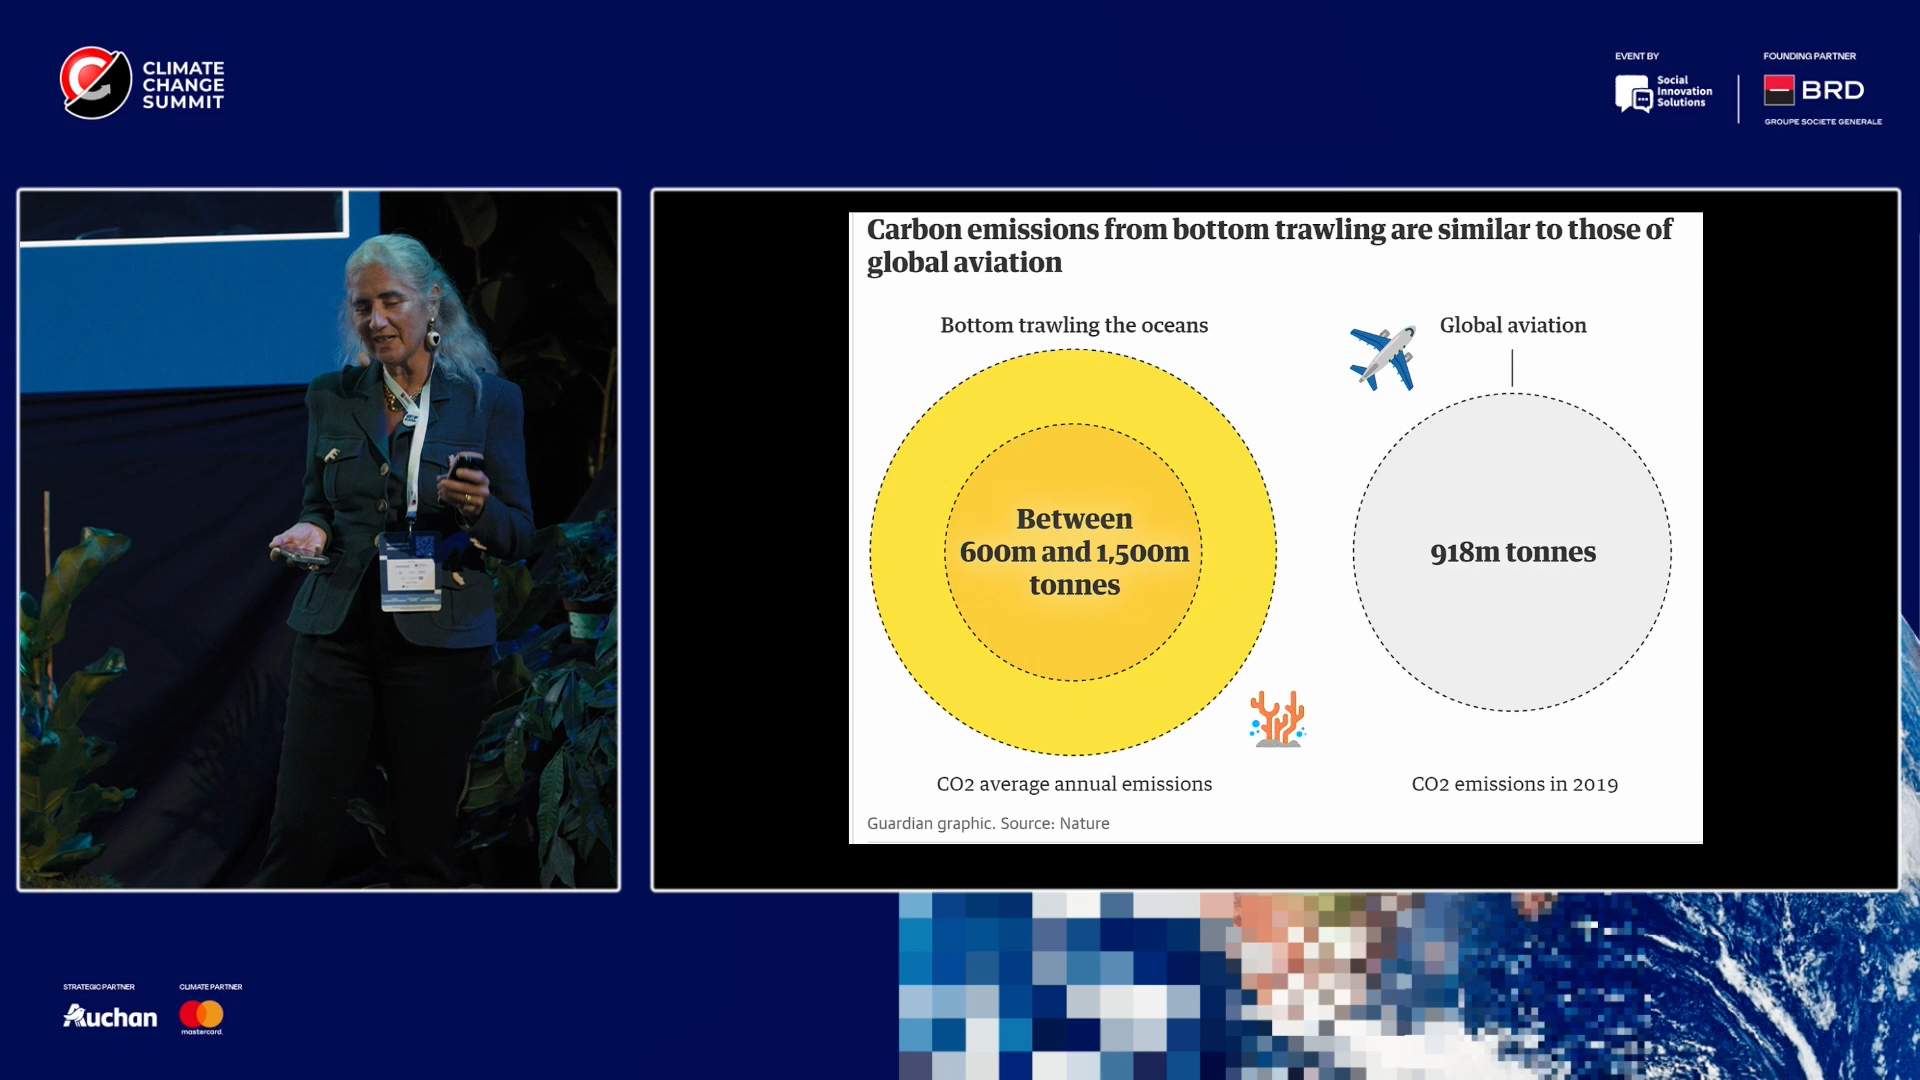 CLIMATE
CHANGE
SUMMIT
EVENT BY
Social
Innovation
Solutions
FOUNDING PARTNER
BRD
GROUPE SOCIETE GENERALE
Carbon emissions from bottom trawling are similar to those of
global aviation
Bottom trawling the oceans
Global aviation
Between
600m and 1,500m
tonnes
918m tonnes
CO2 average annual emissions
CO2 emissions in 2019
Guardian graphic. Source: Nature
STRATEGIC PARTNER
Auchan
CLIMATE PARTNER
mastercard.